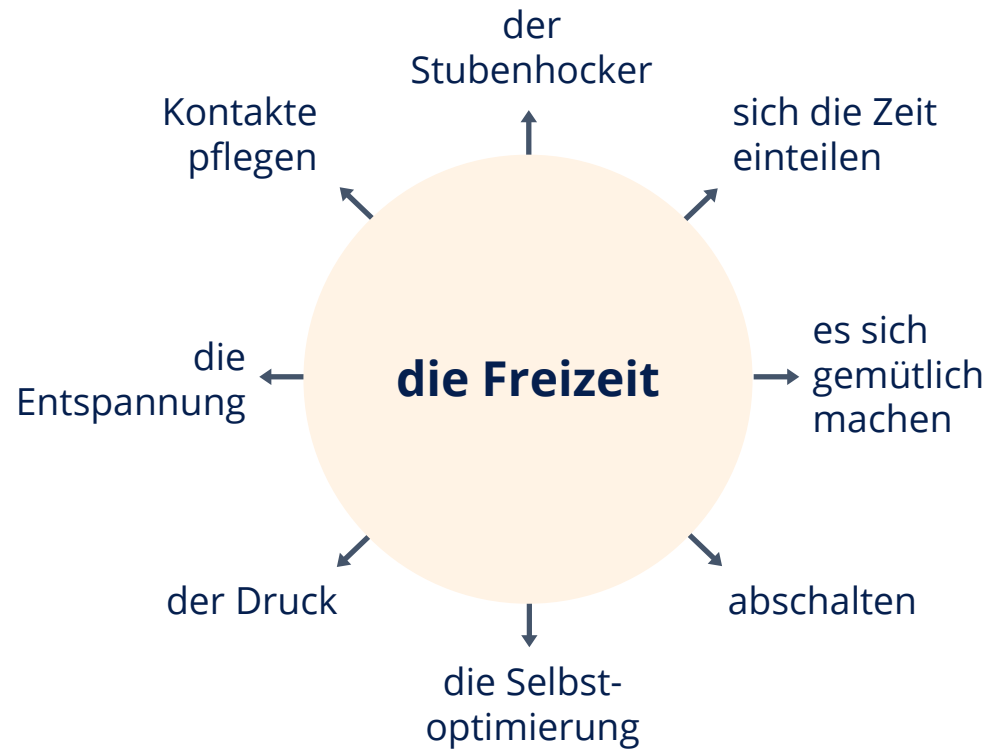 der
Stubenhocker
Kontakte
pflegen
sich die Zeit
einteilen
die
Entspannung
die Freizeit
es sich
gemütlich
machen
der Druck
abschalten
die Selbst-
optimierung